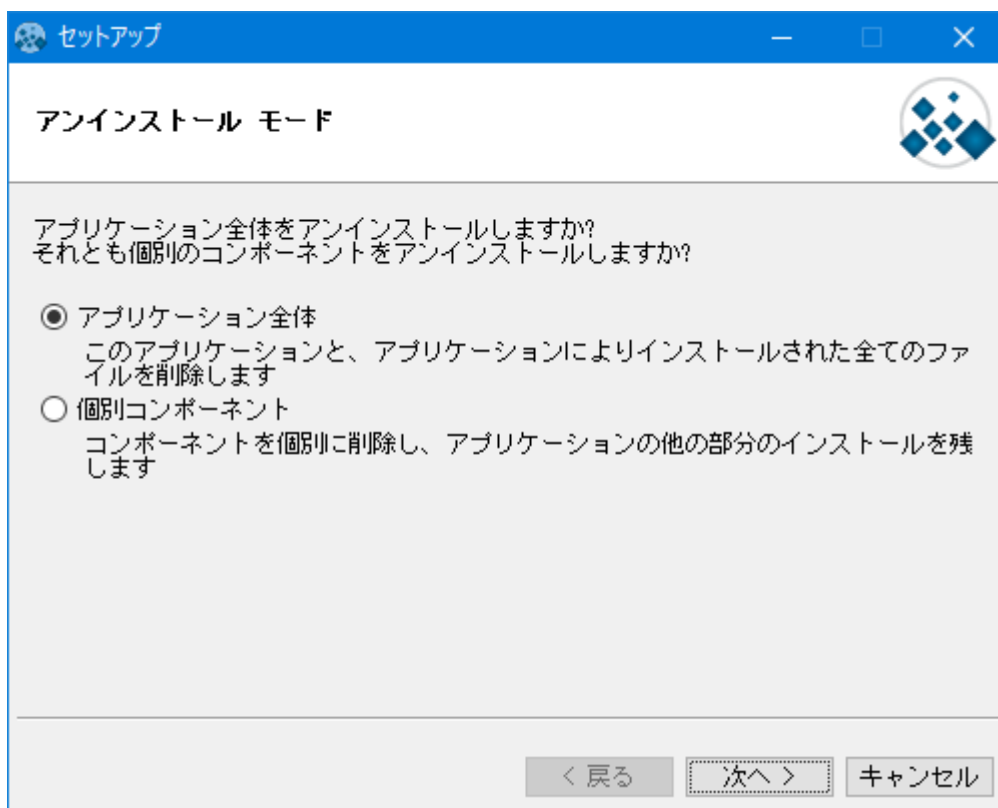 セットアップ
アンインストール モード
アプリケーション全体をアンインストールしますか?
それとも個別のコンポーネントをアンインストールしますか?
アプリケーション全体
このアプリケーションと、アプリケーションによりインストールされた全てのファ
イルを削除します
個別コンポーネント
コンポーネントを個別に削除し、アプリケーションの他の部分のインストールを残
します
< 戻る
次へ >
キャンセル